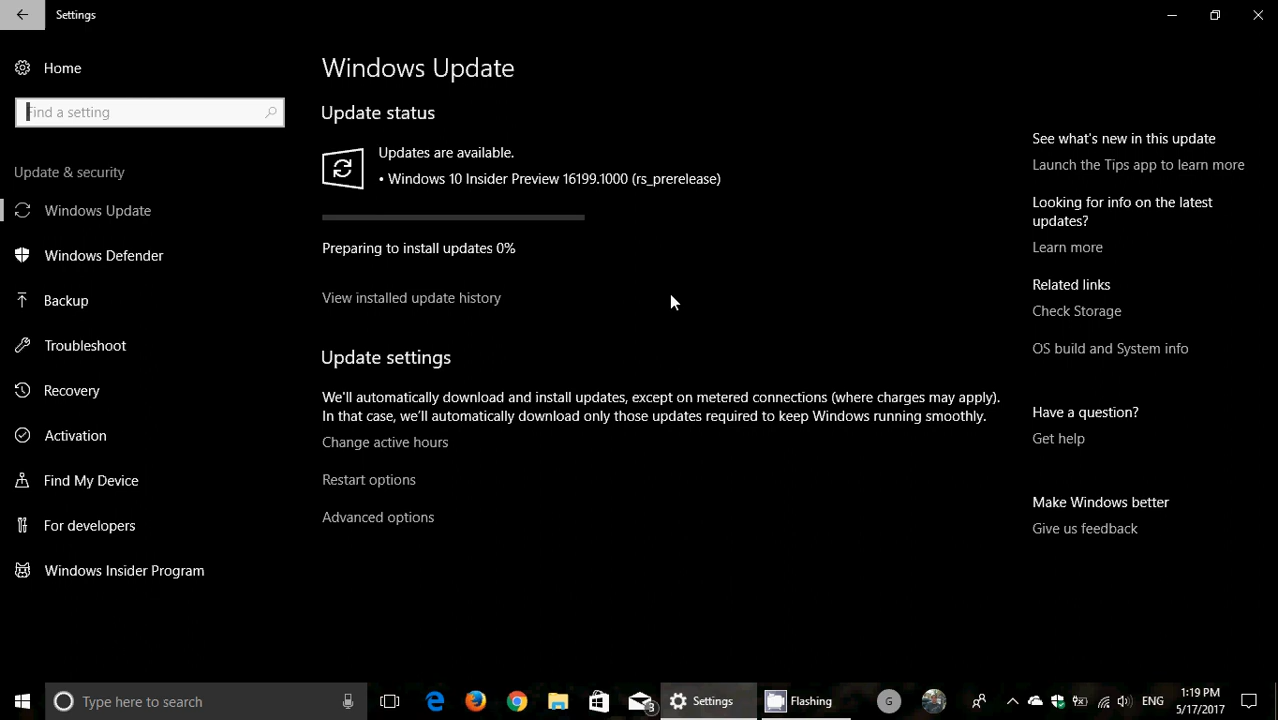 Settings
Home
Find a setting
Update & security
Windows Update
Windows Defender
Backup
Troubleshoot
Recovery
Activation
Find My Device
For developers
Windows Insider Program
Windows Update
Update status
Updates are available.
• Windows 10 Insider Preview 16199.1000 (rs_prerelease)
Preparing to install updates 0%
View installed update history
Update settings
We'll automatically download and install updates, except on metered connections (where charges may apply).
In that case, we'll automatically download only those updates required to keep Windows running smoothly.
Change active hours
Restart options
Advanced options
See what's new in this update
Launch the Tips app to learn more
Looking for info on the latest
updates?
Learn more
Related links
Check Storage
OS build and System info
Have a question?
Get help
Make Windows better
Give us feedback
Type here to search
3
Settings
Flashing
G
ENG
1:19 PM
5/17/2017